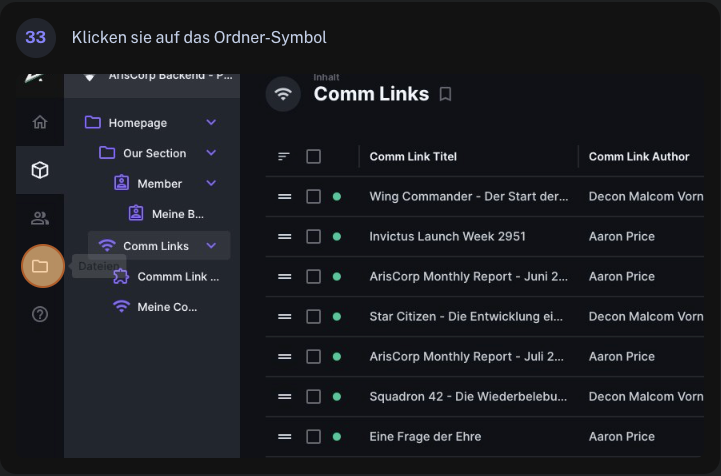 33 Klicken sie auf das Ordner-Symbol
ArisCorp Backend - P...
Homepage
Our Section
Member
Meine B...
Comm Links
Commm Link ...
Meine Co...
Dateien
Inhalt
Comm Links
Comm Link Titel Comm Link Author
Wing Commander - Der Start der... Decon Malcom Vorn
Invictus Launch Week 2951 Aaron Price
ArisCorp Monthly Report - Juni 2... Aaron Price
Star Citizen - Die Entwicklung ei... Decon Malcom Vorn
ArisCorp Monthly Report - Juli 2... Aaron Price
Squadron 42 - Die Wiederbelebu... Decon Malcom Vorn
Eine Frage der Ehre Aaron Price